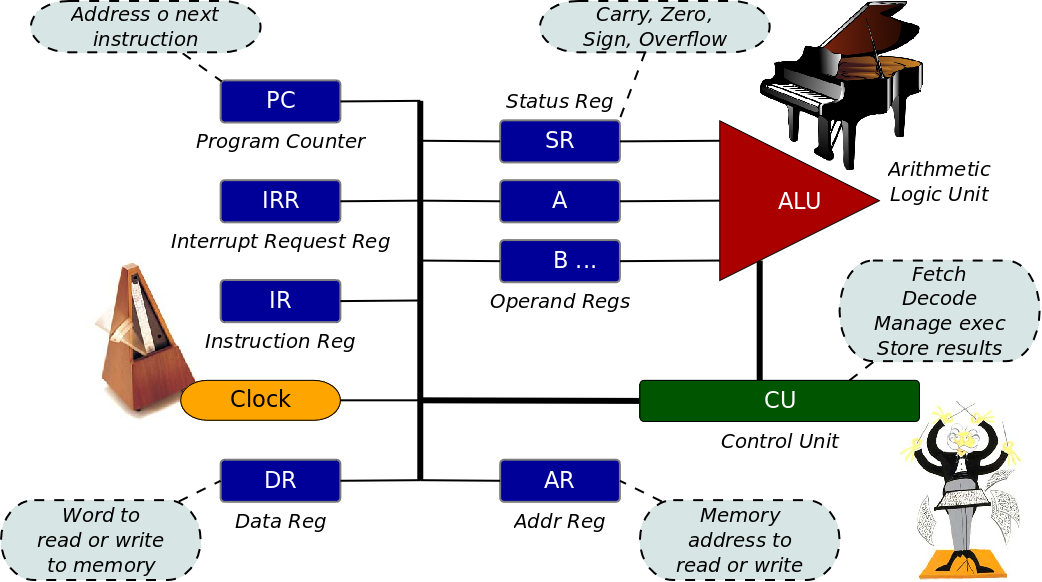 Address o next
instruction
Carry, Zero,
Sign, Overflow
PC
Program Counter
Status Reg
SR
Arithmetic
Logic Unit
IRR
Interrupt Request Reg
A
ALU
B ...
Operand Regs
IR
Instruction Reg
Fetch
Decode
Manage exec
Store results
Clock
CU
Control Unit
DR
Data Reg
AR
Addr Reg
Word to
read or write
to memory
Memory
address to
read or write